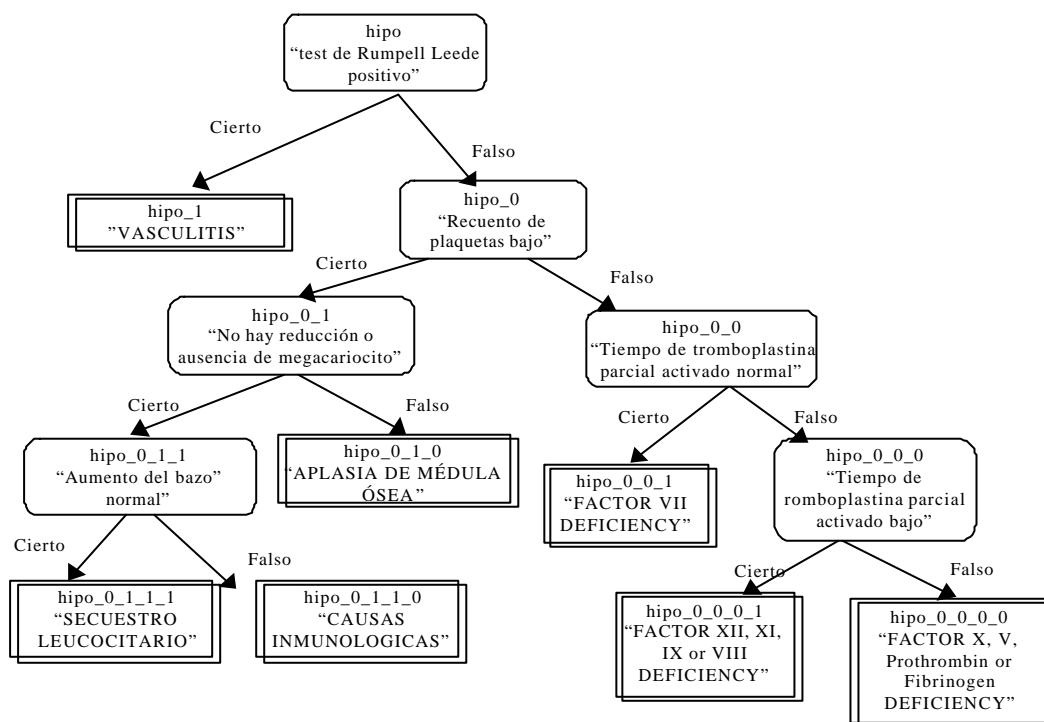 hipo
“test de Rumpell Leede
positivo”
Cierto
Falso
hipo_1
”VASCULITIS”
hipo_0
“Recuento de
plaquetas bajo”
Cierto
Falso
hipo_0_1
“No hay reducción o
ausencia de megacariocito”
hipo_0_0
“Tiempo de tromboplastina
parcial activado normal”
Cierto
Falso
Cierto
Falso
hipo_0_1_1
“Aumento del bazo”
normal”
hipo_0_1_0
“APLASIA DE MÉDULA
ÓSEA”
hipo_0_0_1
“FACTOR VII
DEFICIENCY”
hipo_0_0_0
“Tiempo de
romboplastina parcial
activado bajo”
Cierto
Falso
Cierto
Falso
hipo_0_1_1_1
“SECUESTRO
LEUCOCITARIO”
hipo_0_1_1_0
“CAUSAS
INMUNOLOGICAS”
hipo_0_0_0_1
“FACTOR XII, XI,
IX or VIII
DEFICIENCY”
hipo_0_0_0_0
“FACTOR X, V,
Prothrombin or
Fibrinogen
DEFICIENCY”